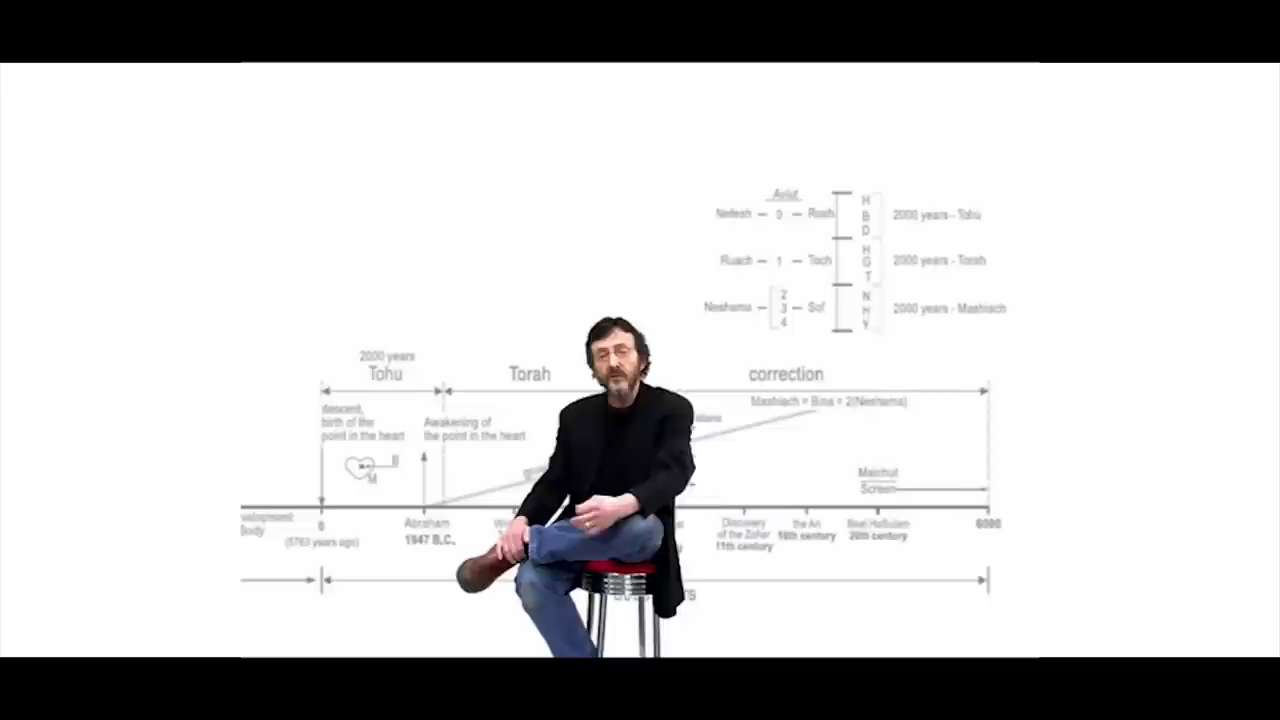 Aviut
Nefesh — 0 — Rosh
H
B
D
2000 years - Tohu
Ruach — 1 — Toch
H
G
T
2000 years - Torah
Neshama — 2 3 4 — Sof
N
H
Y
2000 years - Mashiach
2000 years
Tohu
Torah
correction
Mashiach = Bina = 2(Neshama)
descent,
birth of the
point in the heart
Awakening of
the point in the heart
B
M
Malchut
Screen
0
(5763 years ago)
Abraham
1947 B.C.
Discovery
of the Zohar
11th century
the Ari
16th century
Baal HaSulam
20th century
6000